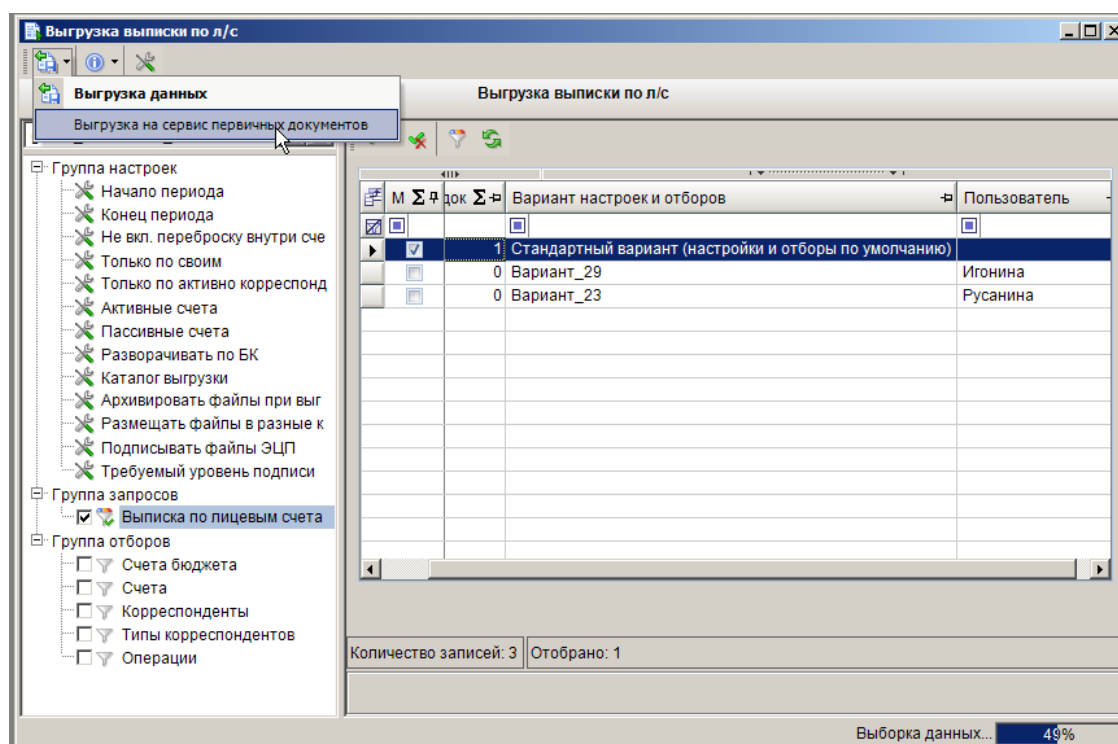 Выгрузка выписки по л/с
Выгрузка данных
Выгрузка на сервис первичных документов
Выгрузка выписки по л/с
Группа настроек
Начало периода
Конец периода
Не вкл. переброску внутри сче
Только по своим
Только по активно корреспонд
Активные счета
Пассивные счета
Разворачивать по БК
Каталог выгрузки
Архивировать файлы при выг
Размещать файлы в разные к
Подписывать файлы ЭЦП
Требуемый уровень подписи
Группа запросов
Выписка по лицевым счета
Группа отборов
Счета бюджета
Счета
Корреспонденты
Типы корреспондентов
Операции
М Σ док Σ Вариант настроек и отборов Пользователь
1 Стандартный вариант (настройки и отборы по умолчанию)
0 Вариант_29 Игонина
0 Вариант_23 Русанина
Количество записей: 3 Отобрано: 1
Выборка данных... 49%